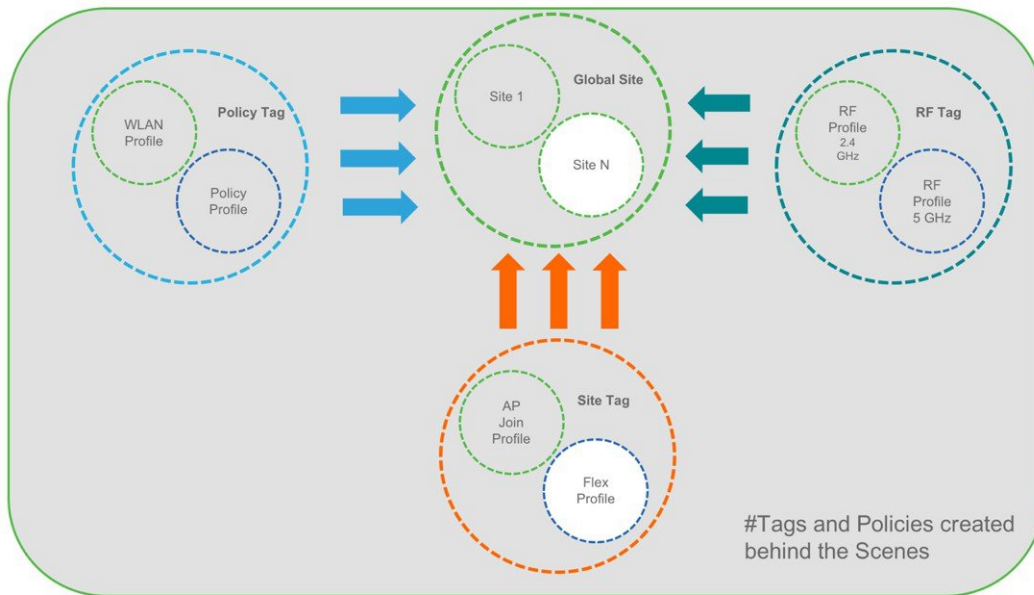 Policy Tag
WLAN
Profile
Policy
Profile
Global Site
Site 1
Site N
RF Tag
RF
Profile
2.4
GHz
RF
Profile
5 GHz
Site Tag
AP
Join
Profile
Flex
Profile
#Tags and Policies created
behind the Scenes